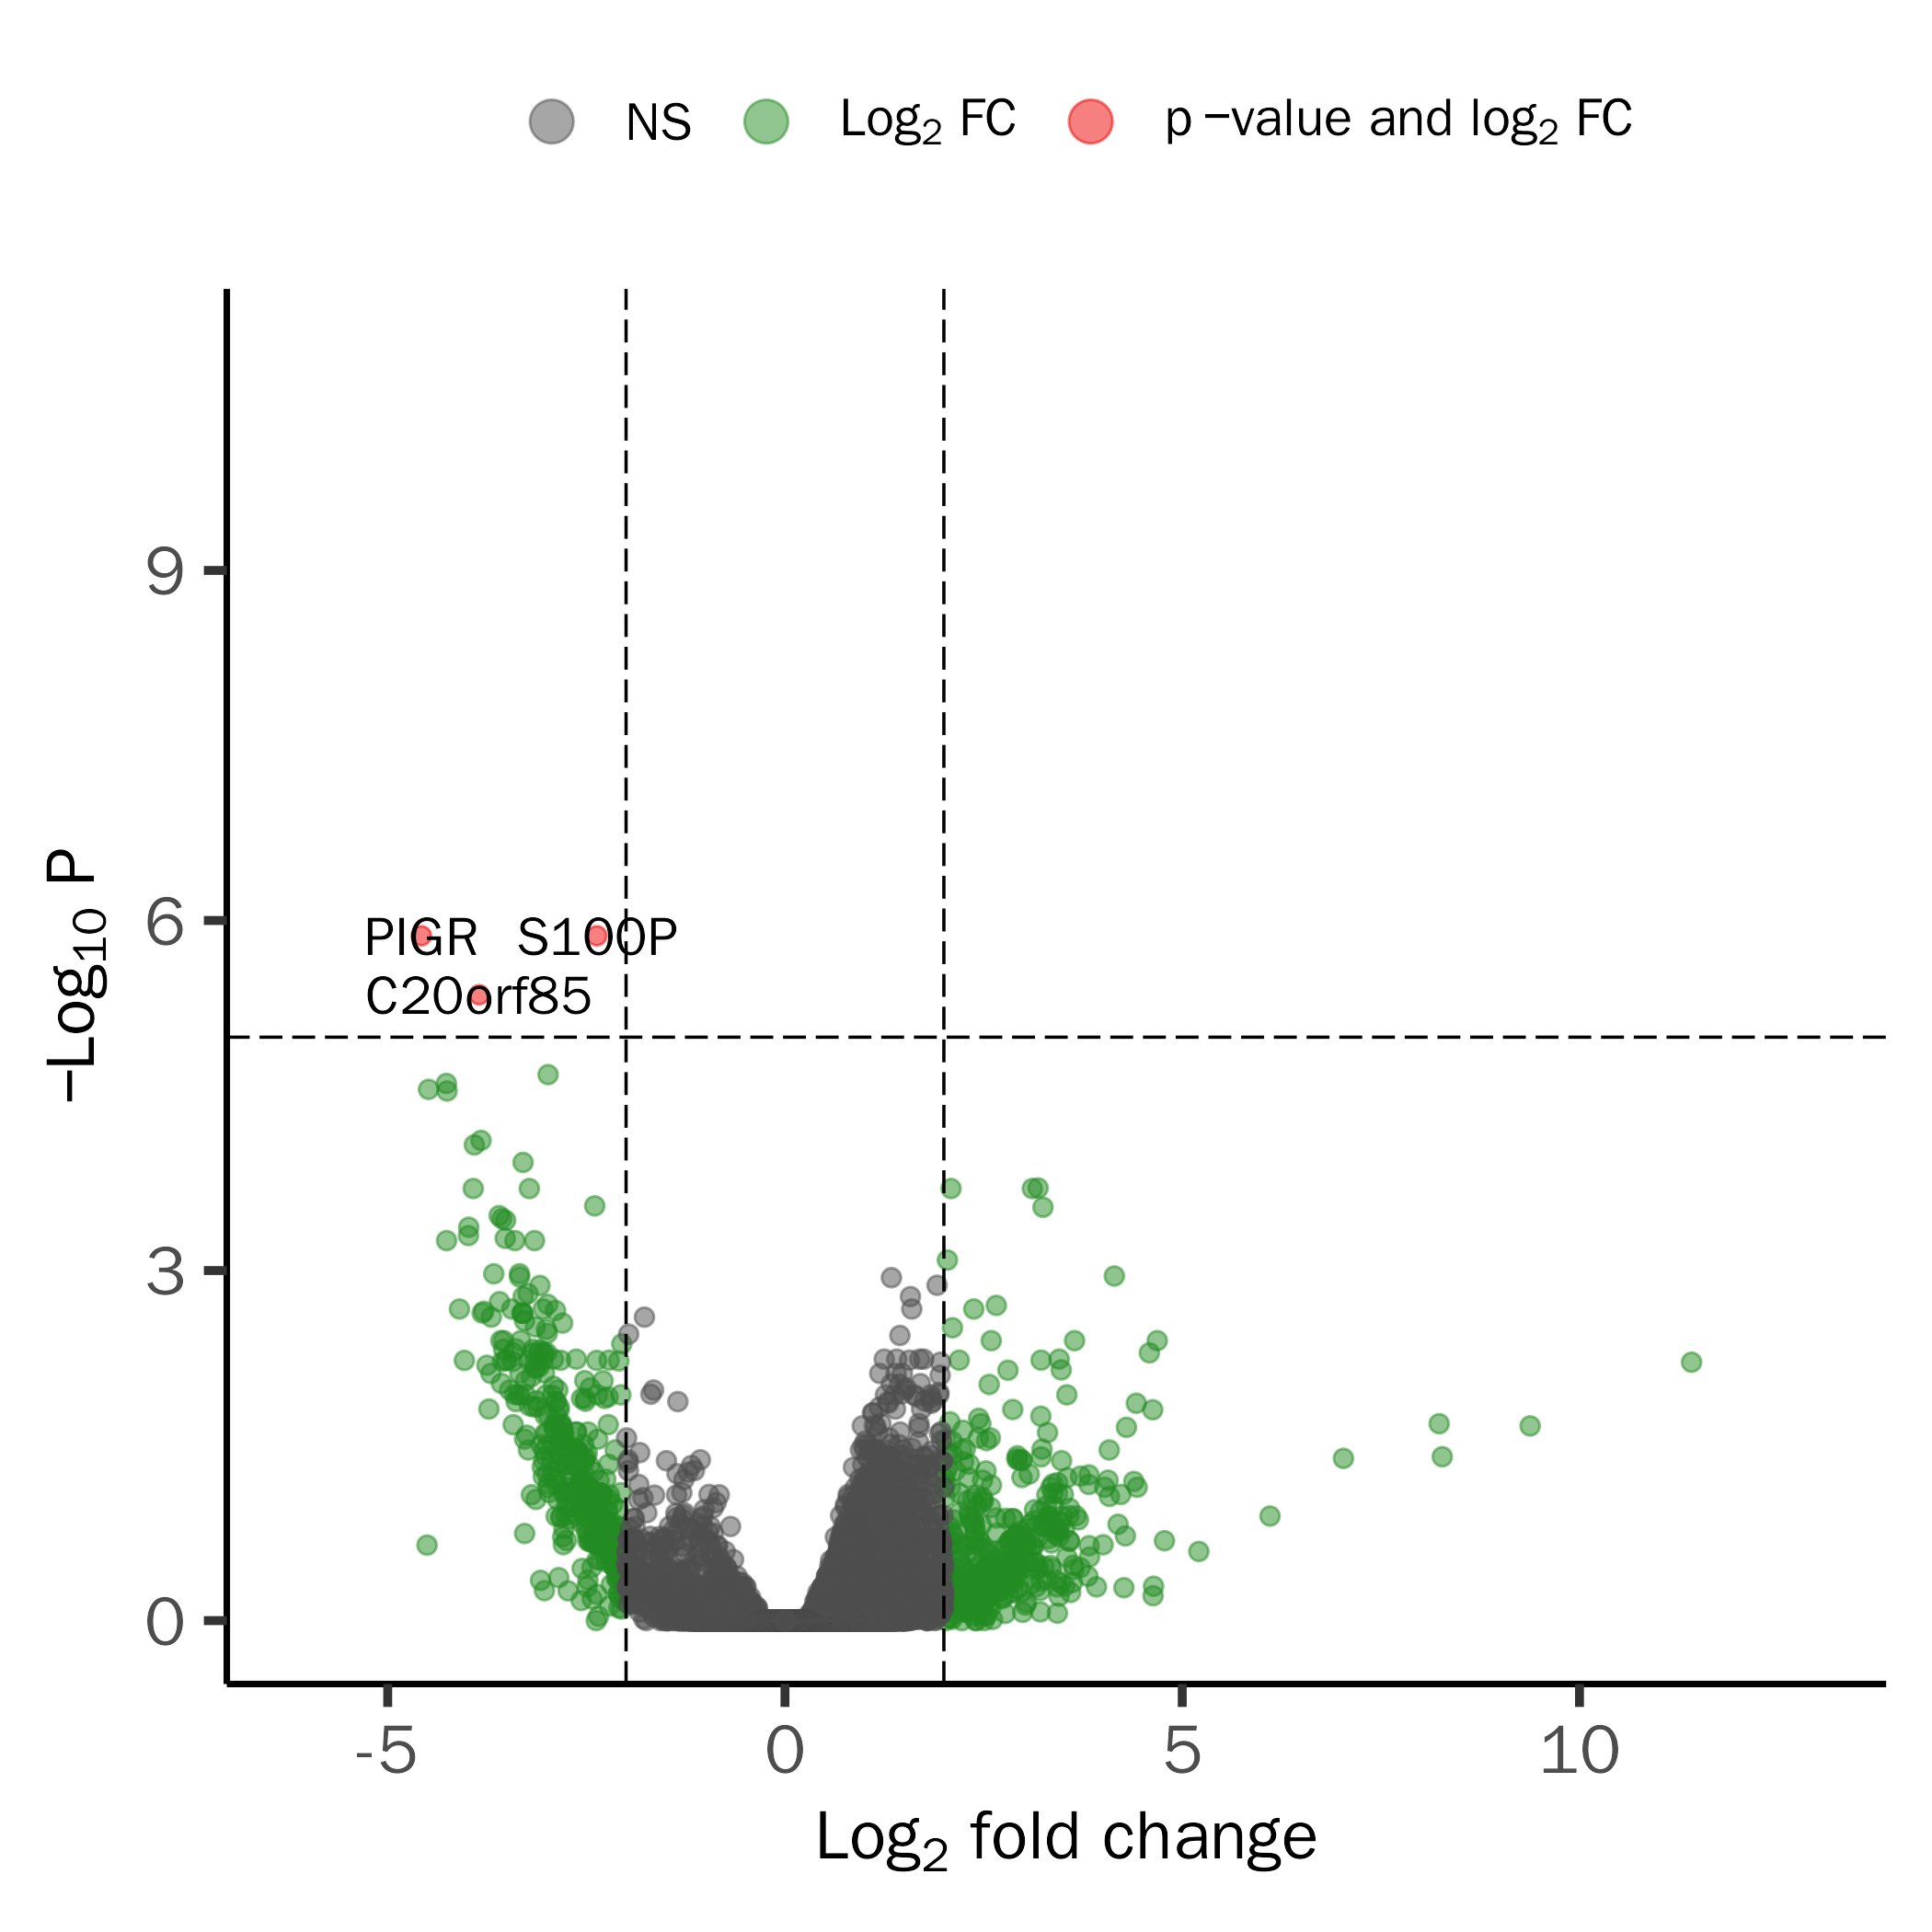 NS Log₂ FC p −value and log₂ FC
−Log₁₀ P
9
6
3
0
PIGR S100P
C20orf85
-5 0 5 10
Log₂ fold change